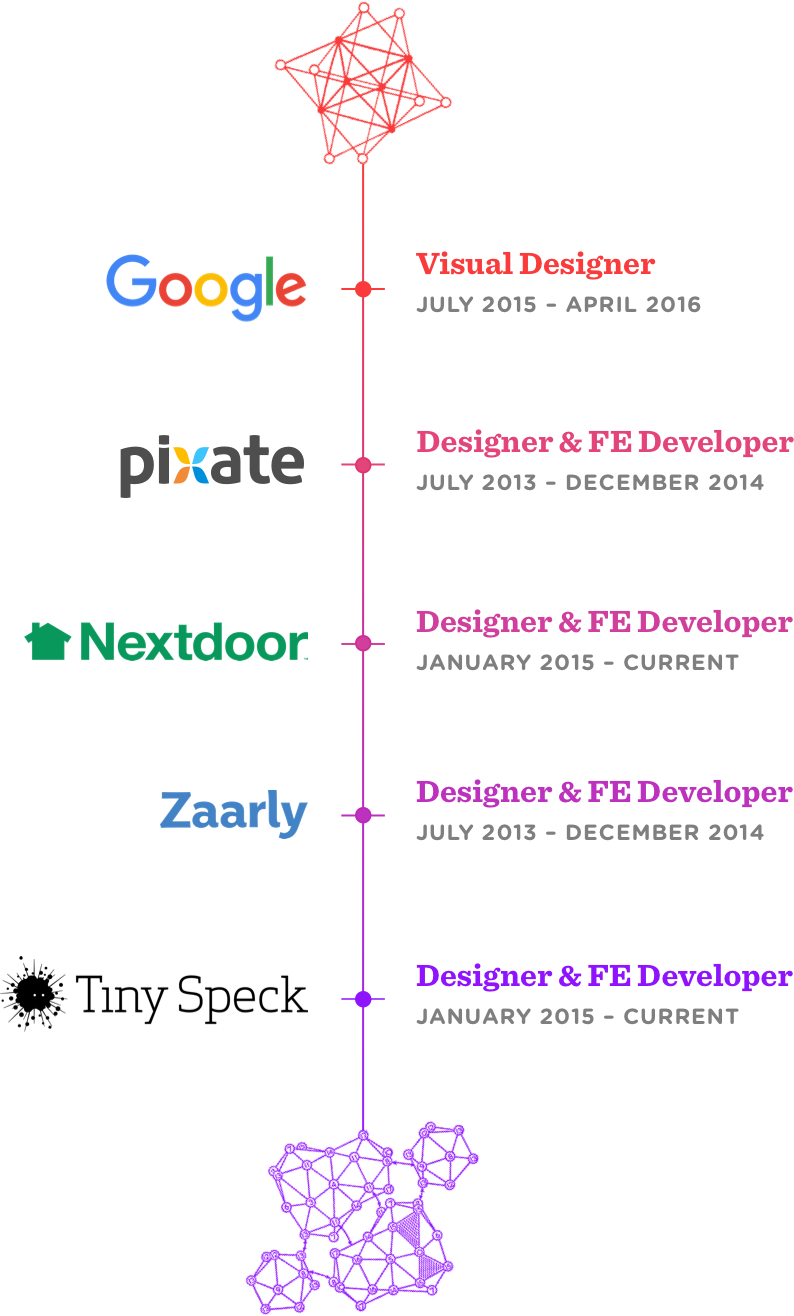 Google
Visual Designer
JULY 2015 – APRIL 2016
pixate
Designer & FE Developer
JULY 2013 – DECEMBER 2014
Nextdoor
Designer & FE Developer
JANUARY 2015 – CURRENT
Zaarly
Designer & FE Developer
JULY 2013 – DECEMBER 2014
Tiny Speck
Designer & FE Developer
JANUARY 2015 – CURRENT